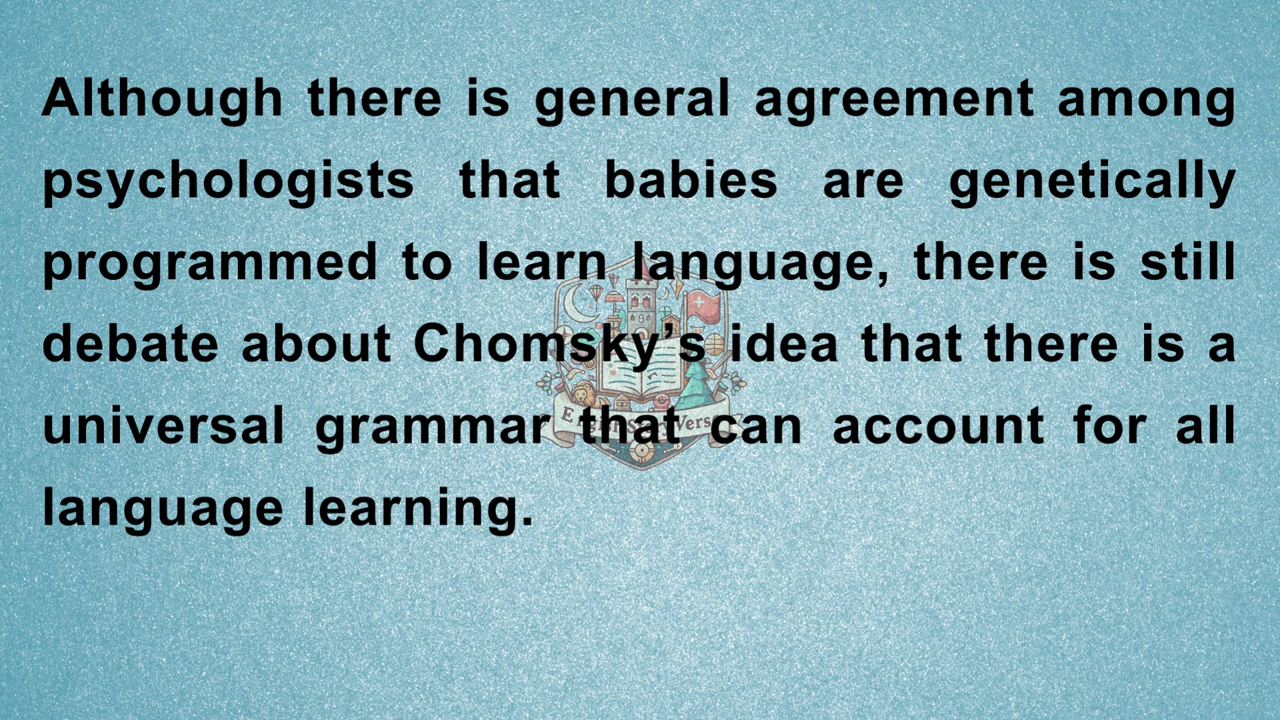 Although there is general agreement among
psychologists that babies are genetically
programmed to learn language, there is still
debate about Chomsky’s idea that there is a
universal grammar that can account for all
language learning.